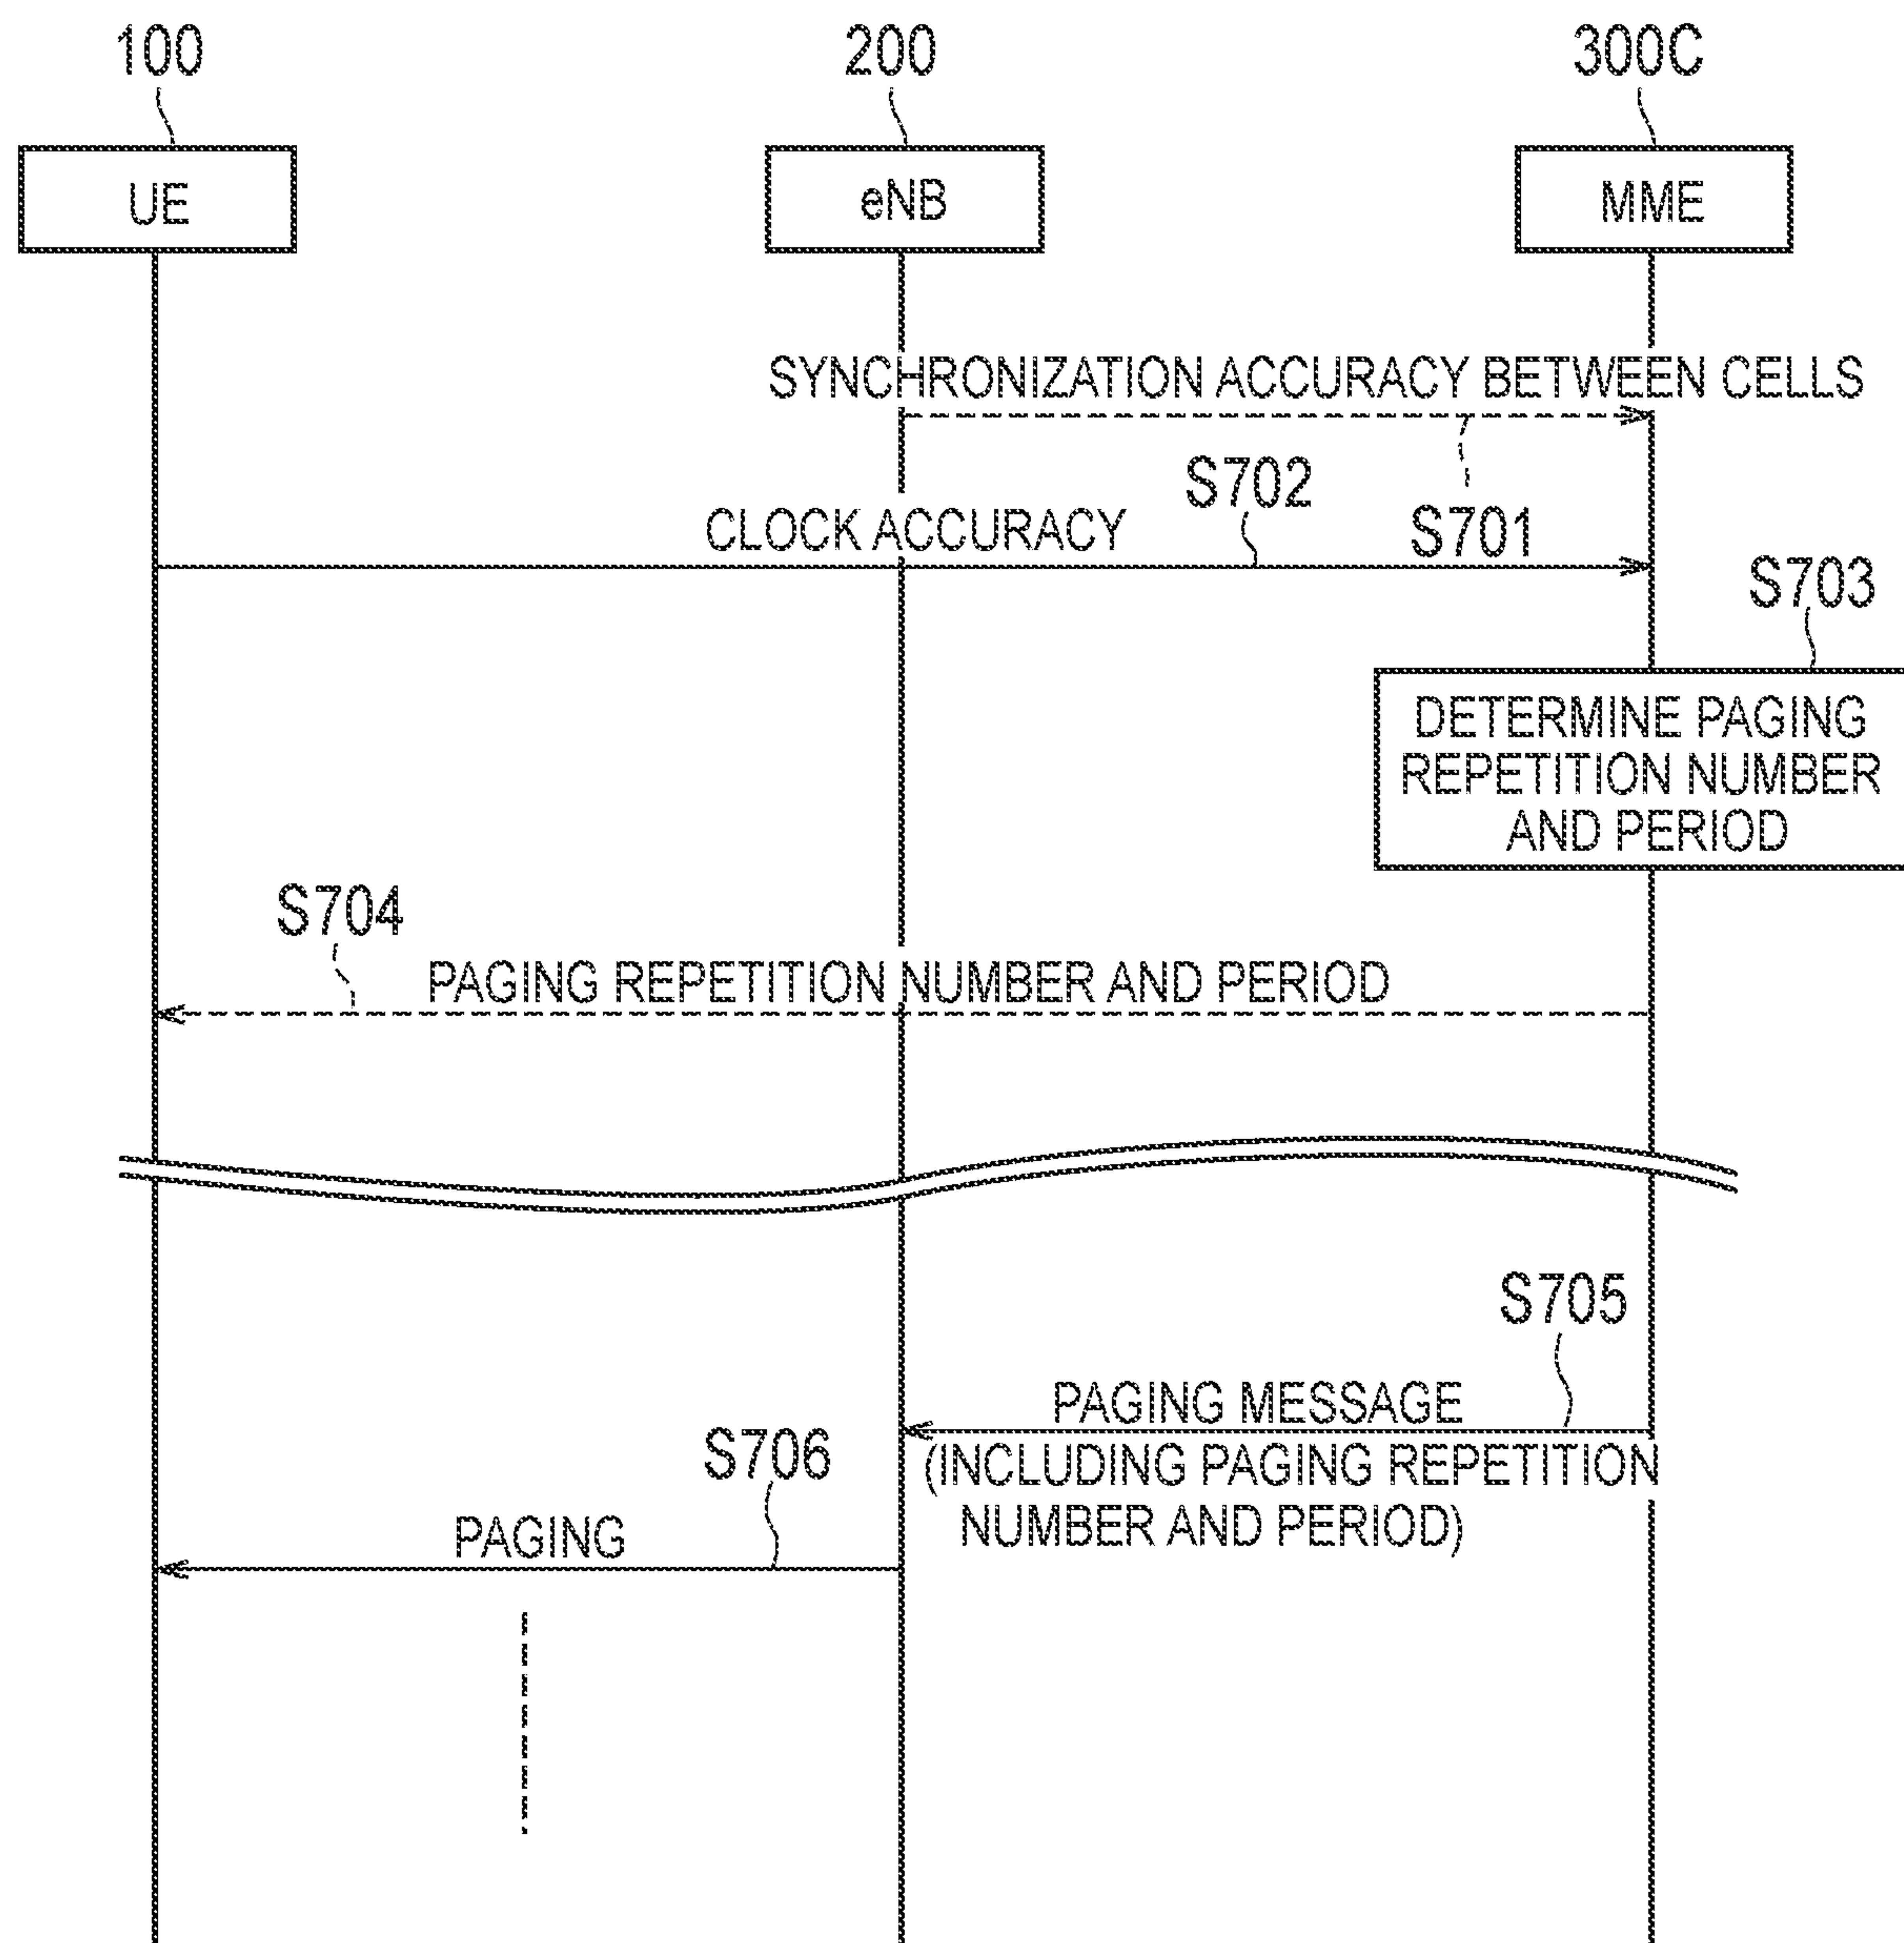 100
200
300C
UE
eNB
MME
SYNCHRONIZATION ACCURACY BETWEEN CELLS
S702
CLOCK ACCURACY
S701
S703
DETERMINE PAGING
REPETITION NUMBER
AND PERIOD
S704
PAGING REPETITION NUMBER AND PERIOD
S705
PAGING MESSAGE
(INCLUDING PAGING REPETITION
NUMBER AND PERIOD)
S706
PAGING